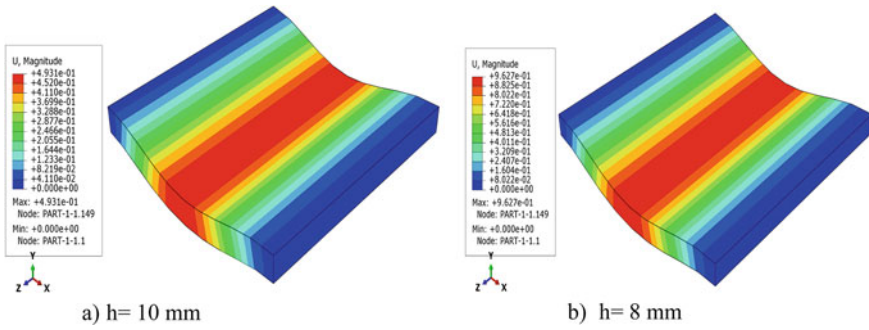 U, Magnitude
+4.931e-01
+4.520e-01
+4.110e-01
+3.699e-01
+3.288e-01
+2.877e-01
+2.466e-01
+2.055e-01
+1.644e-01
+1.233e-01
+8.219e-02
+4.110e-02
+0.000e+00
Max: +4.931e-01
Node: PART-1-1.149
Min: +0.000e+00
Node: PART-1-1.1
Y
Z X
a) h= 10 mm
U, Magnitude
+9.627e-01
+8.825e-01
+8.022e-01
+7.220e-01
+6.418e-01
+5.616e-01
+4.813e-01
+4.011e-01
+3.209e-01
+2.407e-01
+1.604e-01
+8.022e-02
+0.000e+00
Max: +9.627e-01
Node: PART-1-1.149
Min: +0.000e+00
Node: PART-1-1.1
Y
Z X
b) h= 8 mm